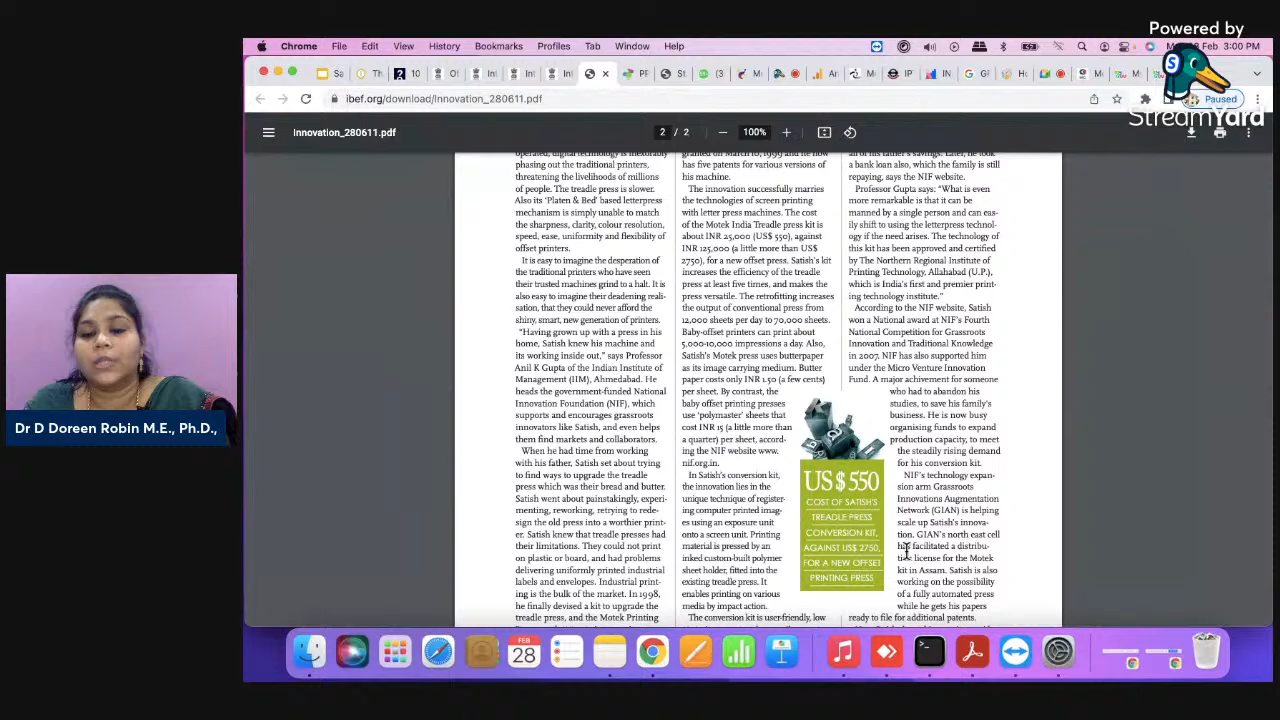 Powered by
StreamYard
Chrome File Edit View History Bookmarks Profiles Tab Window Help
Feb 3:00 PM
ibef.org/download/Innovation_280611.pdf
Paused
Innovation_280611.pdf
2 / 2
100%
phasing out the traditional printers,
threatening the livelihoods of millions
of people. The treadle press is slower.
Also its ‘Platen & Bed’ based letterpress
mechanism is simply unable to match
the sharpness, clarity, colour resolution,
speed, ease, uniformity and flexibility of
offset printers.
It is easy to imagine the desperation of
the traditional printers who have seen
their trusted machines grind to a halt. It is
also easy to imagine their deadening reali-
sation, that they could never afford the
shiny, smart, new generation of printers.
“Having grown up with a press in his
home, Satish knew his machine and
its working inside out,” says Professor
Anil K Gupta of the Indian Institute of
Management (IIM), Ahmedabad. He
heads the government-funded National
Innovation Foundation (NIF), which
supports and encourages grassroots
innovators like Satish, and even helps
them find markets and collaborators.
When he had time from working
with his father, Satish set about trying
to find ways to upgrade the treadle
press which was their bread and butter.
Satish went about painstakingly, experi-
menting, reworking, retrying to rede-
sign the old press into a worthier print-
er. Satish knew that treadle presses had
their limitations. They could not print
on plastic or board, and had problems
delivering uniformly printed industrial
labels and envelopes. Industrial print-
ing is the bulk of the market. In 1998,
he finally devised a kit to upgrade the
treadle press, and the Motek Printing
granted on March 10, 1999 and he now
has five patents for various versions of
his machine.
The innovation successfully marries
the technologies of screen printing
with letter press machines. The cost
of the Motek India Treadle press kit is
about INR 25,000 (US$ 550), against
INR 125,000 (a little more than US$
2750), for a new offset press. Satish's kit
increases the efficiency of the treadle
press at least five times, and makes the
press versatile. The retrofitting increases
the output of conventional press from
12,000 sheets per day to 70,000 sheets.
Baby-offset printers can print about
5,000-10,000 impressions a day. Also,
Satish's Motek press uses butterpaper
as its image carrying medium. Butter
paper costs only INR 1.50 (a few cents)
per sheet. By contrast, the
baby offset printing presses
use ‘polymaster’ sheets that
cost INR 15 (a little more than
a quarter) per sheet, accord-
ing the NIF website www.
nif.org.in.
In Satish's conversion kit,
the innovation lies in the
unique technique of register-
ing computer printed imag-
es using an exposure unit
onto a screen unit. Printing
material is pressed by an
inked custom-built polymer
sheet holder, fitted into the
existing treadle press. It
enables printing on various
media by impact action.
The conversion kit is user-friendly, low
all of his father's savings. Later, he took
a bank loan also, which the family is still
repaying, says the NIF website.
Professor Gupta says: “What is even
more remarkable is that it can be
manned by a single person and can eas-
ily shift to using the letterpress technol-
ogy if the need arises. The technology of
this kit has been approved and certified
by The Northern Regional Institute of
Printing Technology, Allahabad (U.P.),
which is India's first and premier print-
ing technology institute.”
According to the NIF website, Satish
won a National award at NIF's Fourth
National Competition for Grassroots
Innovation and Traditional Knowledge
in 2007. NIF has also supported him
under the Micro Venture Innovation
Fund. A major achivement for someone
who had to abandon his
studies, to save his family's
business. He is now busy
organising funds to expand
production capacity, to meet
the steadily rising demand
for his conversion kit.
NIF's technology expan-
sion arm Grassroots
Innovations Augmentation
Network (GIAN) is helping
scale up Satish's innova-
tion. GIAN's north east cell
has facilitated a distribu-
tion license for the Motek
kit in Assam. Satish is also
working on the possibility
of a fully automated press
while he gets his papers
ready to file for additional patents.
US $ 550
COST OF SATISH'S
TREADLE PRESS
CONVERSION KIT,
AGAINST US$ 2750,
FOR A NEW OFFSET
PRINTING PRESS
Dr D Doreen Robin M.E., Ph.D.,
FEB
28